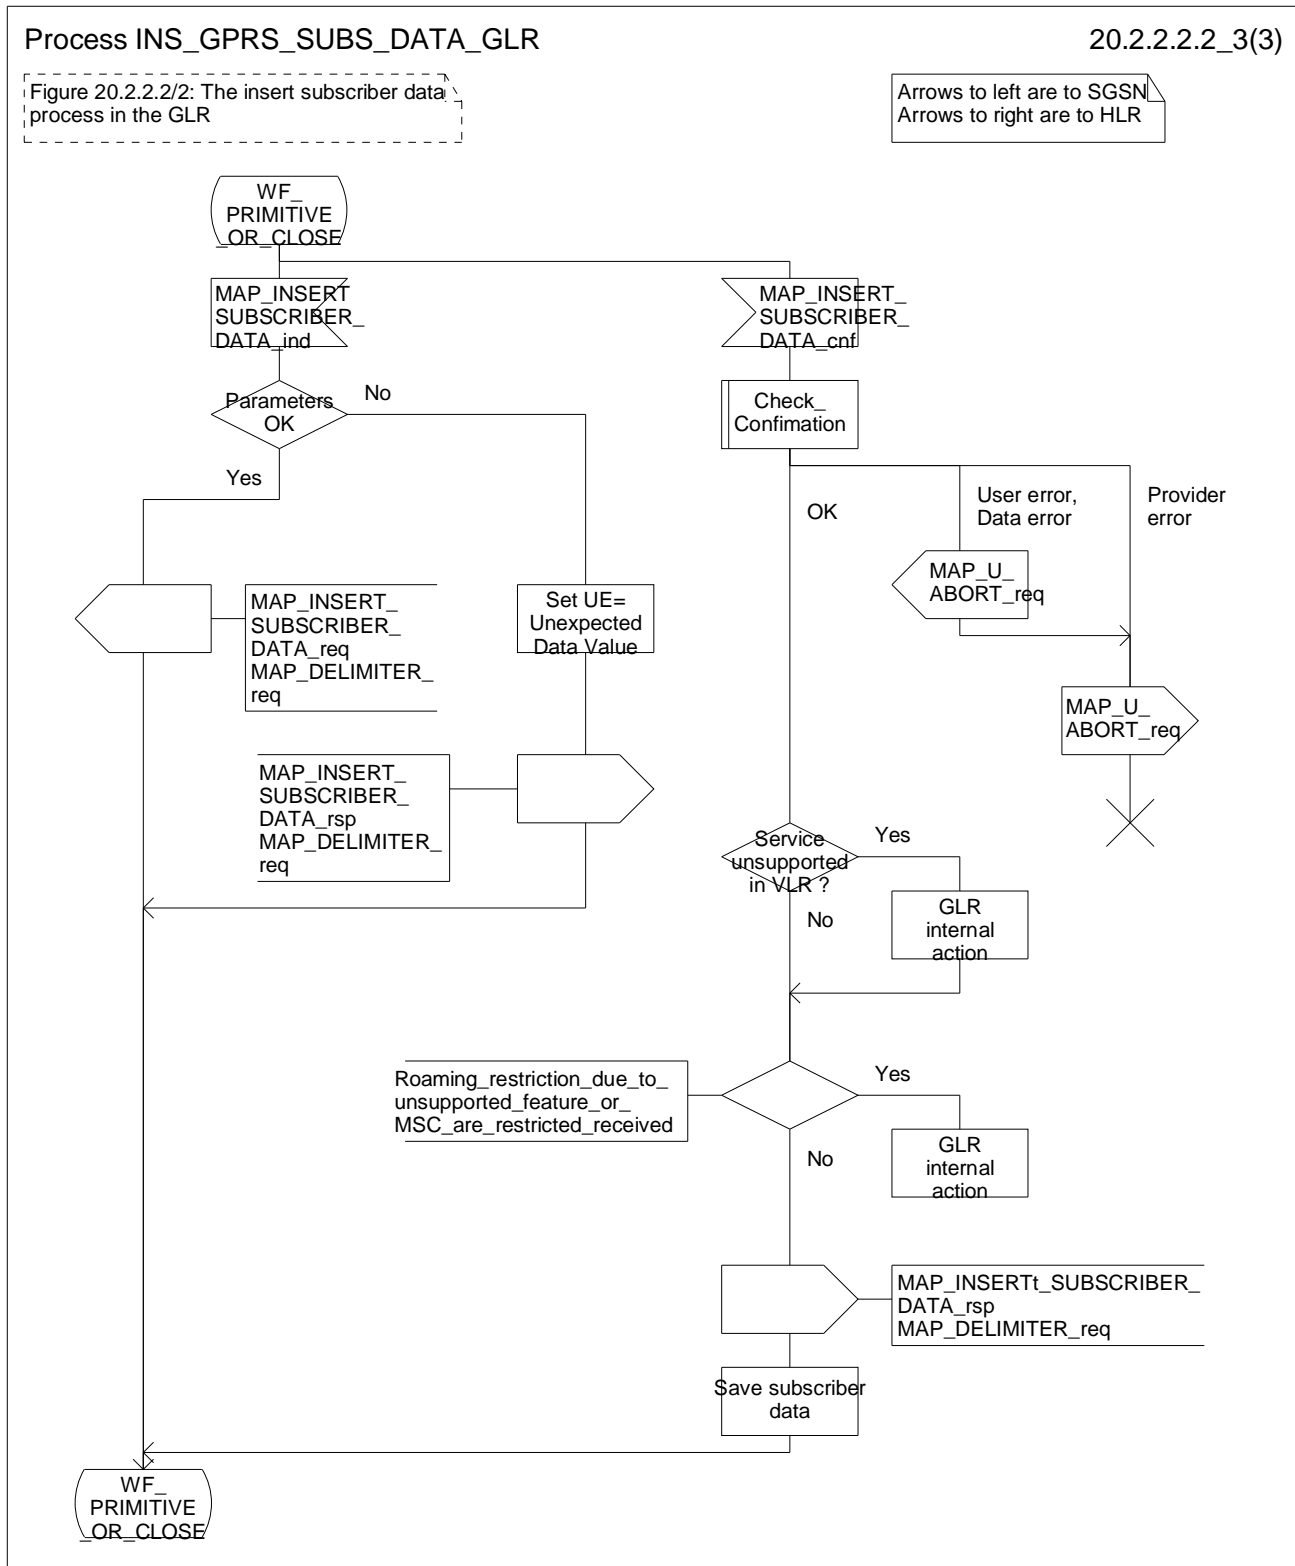 Process INS_GPRS_SUBS_DATA_GLR
20.2.2.2.2_3(3)
Figure 20.2.2.2/2: The insert subscriber data
process in the GLR
Arrows to left are to SGSN
Arrows to right are to HLR
WF_
PRIMITIVE
_OR_CLOSE
MAP_INSERT
SUBSCRIBER_
DATA_ind
MAP_INSERT_
SUBSCRIBER_
DATA_cnf
Parameters
OK
No
Yes
Check_
Confimation
OK
User error,
Data error
Provider
error
MAP_U_
ABORT_req
MAP_INSERT_
SUBSCRIBER_
DATA_req
MAP_DELIMITER_
req
Set UE=
Unexpected
Data Value
MAP_U_
ABORT_req
MAP_INSERT_
SUBSCRIBER_
DATA_rsp
MAP_DELIMITER_
req
Service
unsupported
in VLR ?
Yes
No
GLR
internal
action
Roaming_restriction_due_to_
unsupported_feature_or_
MSC_are_restricted_received
Yes
No
GLR
internal
action
MAP_INSERTt_SUBSCRIBER_
DATA_rsp
MAP_DELIMITER_req
Save subscriber
data
WF_
PRIMITIVE
_OR_CLOSE